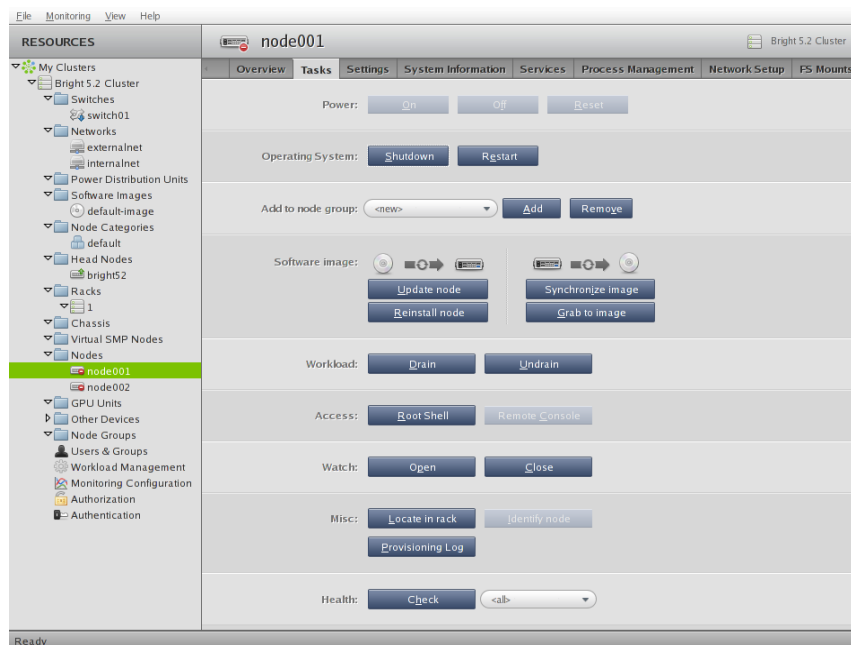 File Monitoring View Help
RESOURCES
node001
Bright 5.2 Cluster
My Clusters
Bright 5.2 Cluster
Switches
switch01
Networks
externalnet
internalnet
Power Distribution Units
Software Images
default-image
Node Categories
default
Head Nodes
bright52
Racks
1
Chassis
Virtual SMP Nodes
Nodes
node001
node002
GPU Units
Other Devices
Node Groups
Users & Groups
Workload Management
Monitoring Configuration
Authorization
Authentication
Overview Tasks Settings System Information Services Process Management Network Setup FS Mounts
Power: On Off Reset
Operating System: Shutdown Restart
Add to node group: <new> Add Remove
Software image:
Update node Synchronize image
Reinstall node Grab to image
Workload: Drain Undrain
Access: Root Shell Remote Console
Watch: Open Close
Misc: Locate in rack Identify node
Provisioning Log
Health: Check <all>
Ready